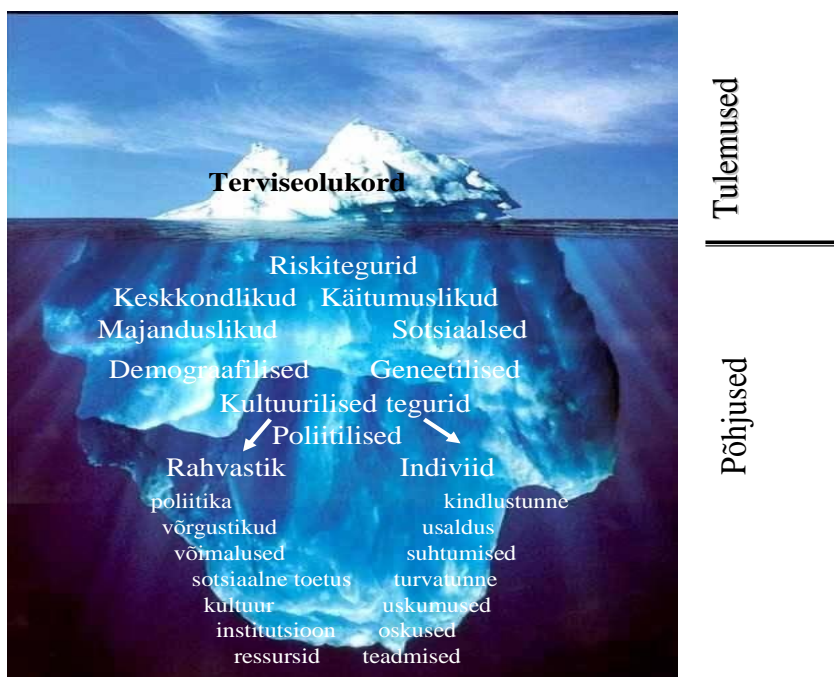 Terviseolukord
Riskitegurid
Keskkondlikud Käitumuslikud
Majanduslikud Sotsiaalsed
Demograafilised Geneetilised
Kultuurilised tegurid
Poliitilised
Rahvastik Indiviid
poliitika kindlustunne
võrgustikud usaldus
võimalused suhtumised
sotsiaalne toetus turvatunne
kultuur uskumused
institutsioon oskused
ressursid teadmised
Tulemused
Põhjused